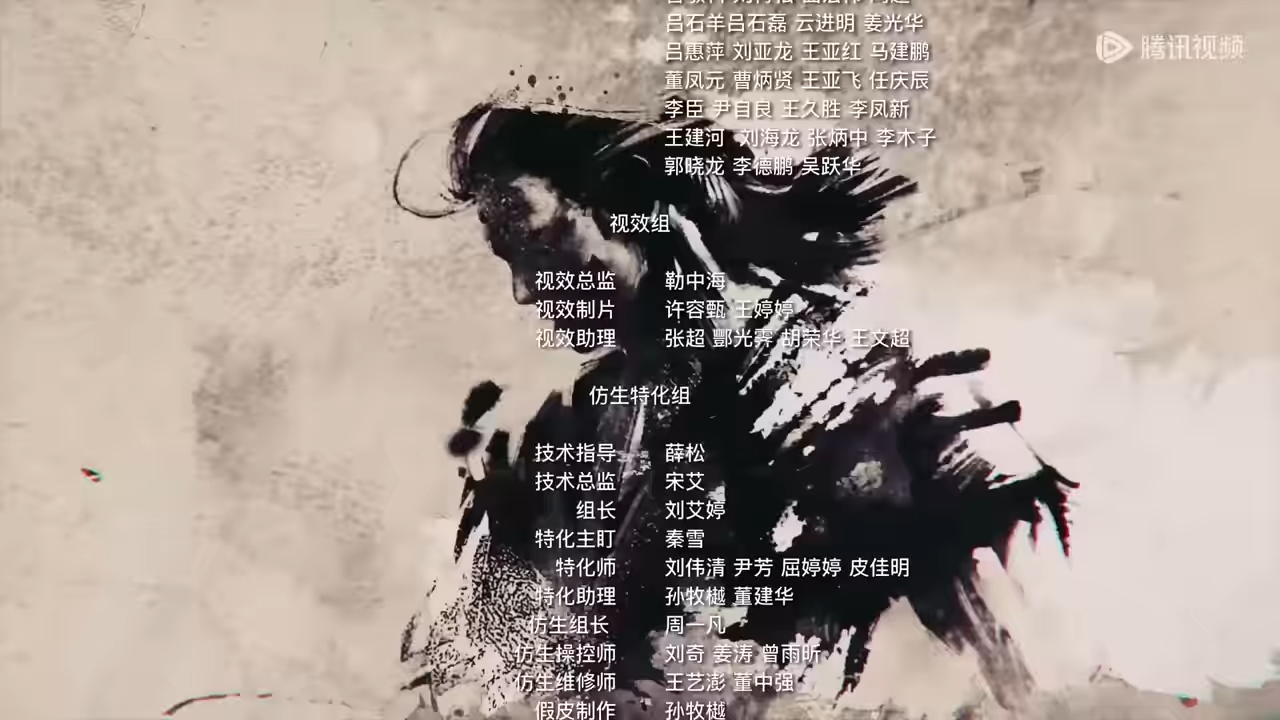 吕石羊吕石磊 云进明 姜光华
腾讯视频
吕惠萍 刘亚龙 王亚红 马建鹏
董凤元 曹炳贤 王亚飞 任庆辰
李臣 尹自良 王久胜 李凤新
王建河 刘海龙 张炳中 李木子
郭晓龙 李德鹏 吴跃华
视效组
视效总监 勒中海
视效制片 许容甄 王婷婷
视效助理 张超 酆光霁 胡荣华 王文超
仿生特化组
技术指导 薛松
技术总监 宋艾
组长 刘艾婷
特化主盯 秦雪
特化师 刘伟清 尹芳 屈婷婷 皮佳明
特化助理 孙牧樾 董建华
仿生组长 周一凡
仿生操控师 刘奇 姜涛 曾雨昕
仿生维修师 王艺澎 董中强
假皮制作 孙牧樾